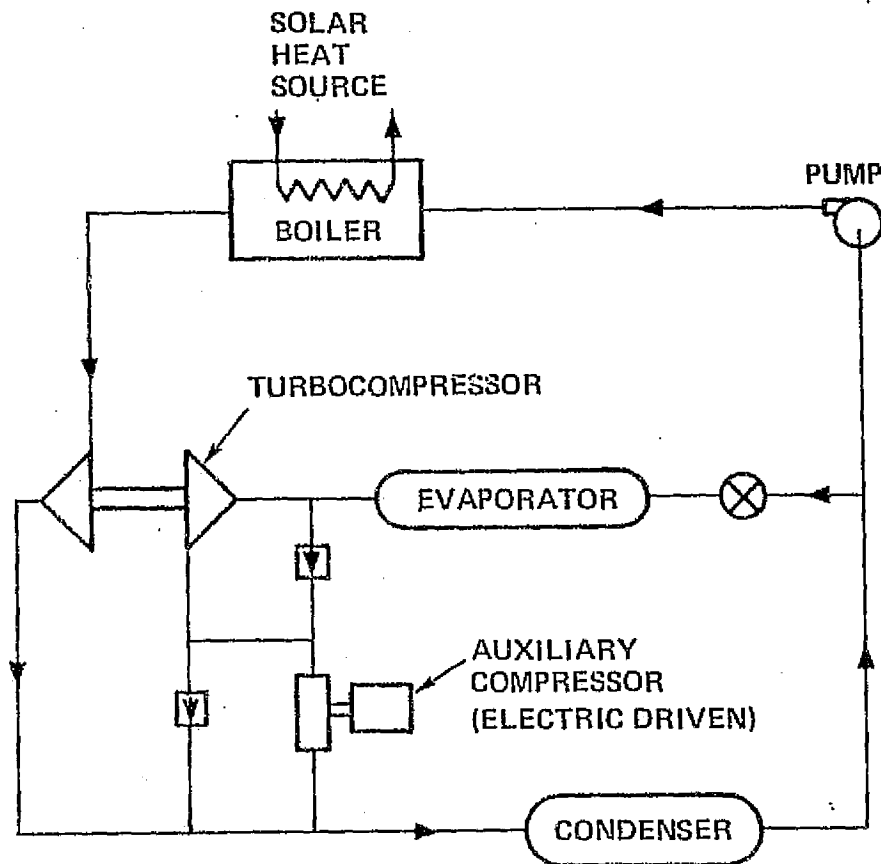 SOLAR
HEAT
SOURCE
PUMP
BOILER
TURBOCOMPRESSOR
EVAPORATOR
AUXILIARY
COMPRESSOR
(ELECTRIC DRIVEN)
CONDENSER